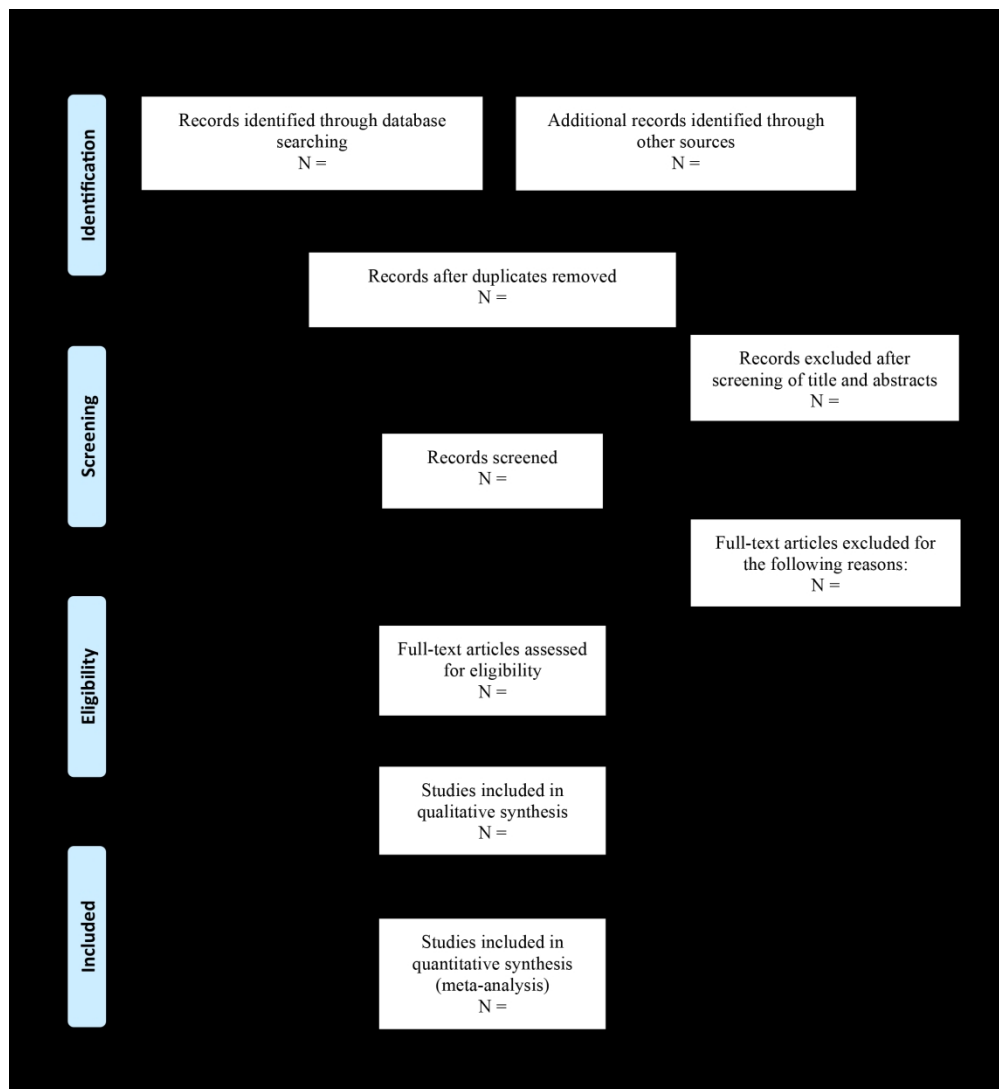 Identification
Records identified through database
searching
N =
Additional records identified through
other sources
N =
Records after duplicates removed
N =
Screening
Records excluded after
screening of title and abstracts
N =
Records screened
N =
Full-text articles excluded for
the following reasons:
N =
Eligibility
Full-text articles assessed
for eligibility
N =
Studies included in
qualitative synthesis
N =
Included
Studies included in
quantitative synthesis
(meta-analysis)
N =